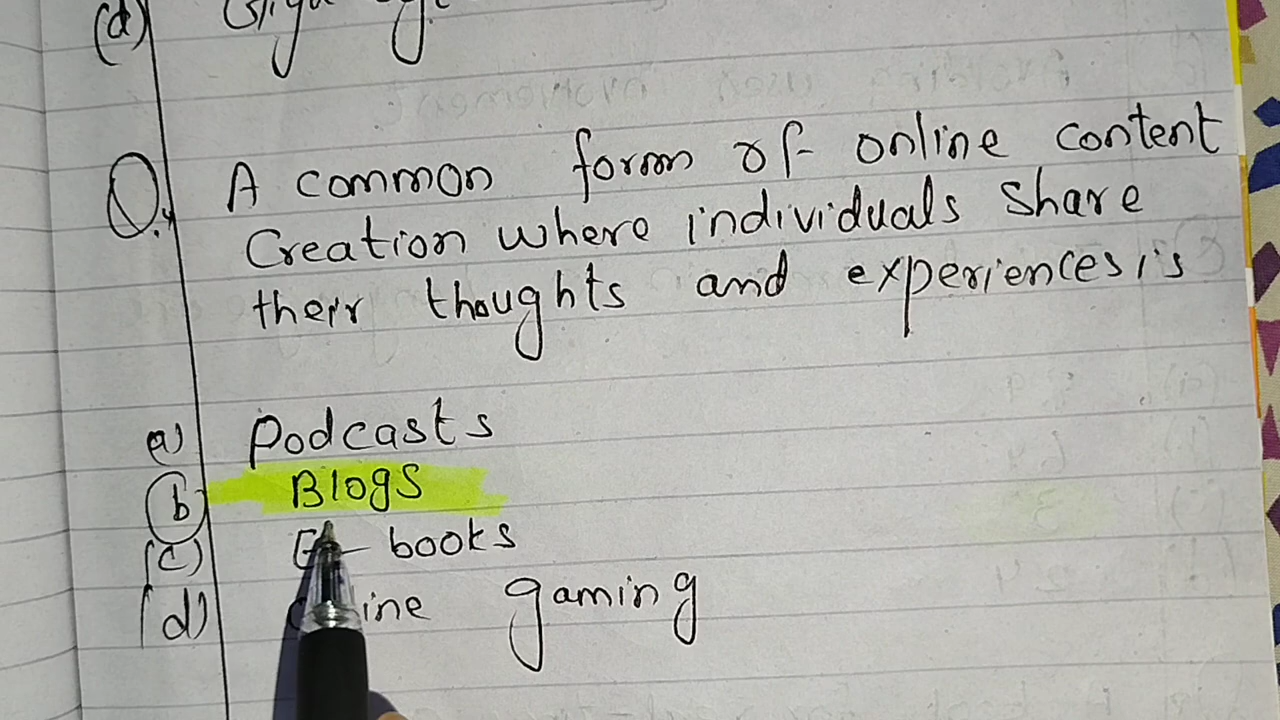 (d)
Q. A common form of online content
Creation where individuals share
their thoughts and experiences is
a) Podcasts
b Blogs
(c) E- books
(d) ine gaming